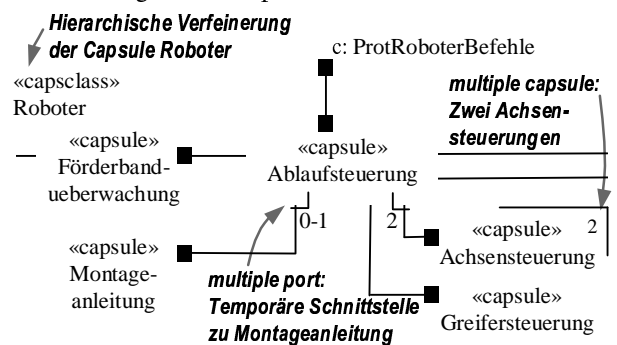 Hierarchische Verfeinerung
der Capsule Roboter
c: ProtRoboterBefehle
«capsclass»
Roboter
multiple capsule:
Zwei Achsen-
steuerungen
«capsule»
Förderband-
ueberwachung
«capsule»
Ablaufsteuerung
0-1
2
2
«capsule»
Montage-
anleitung
«capsule»
Achsensteuerung
multiple port:
Temporäre Schnittstelle
zu Montageanleitung
«capsule»
Greifersteuerung